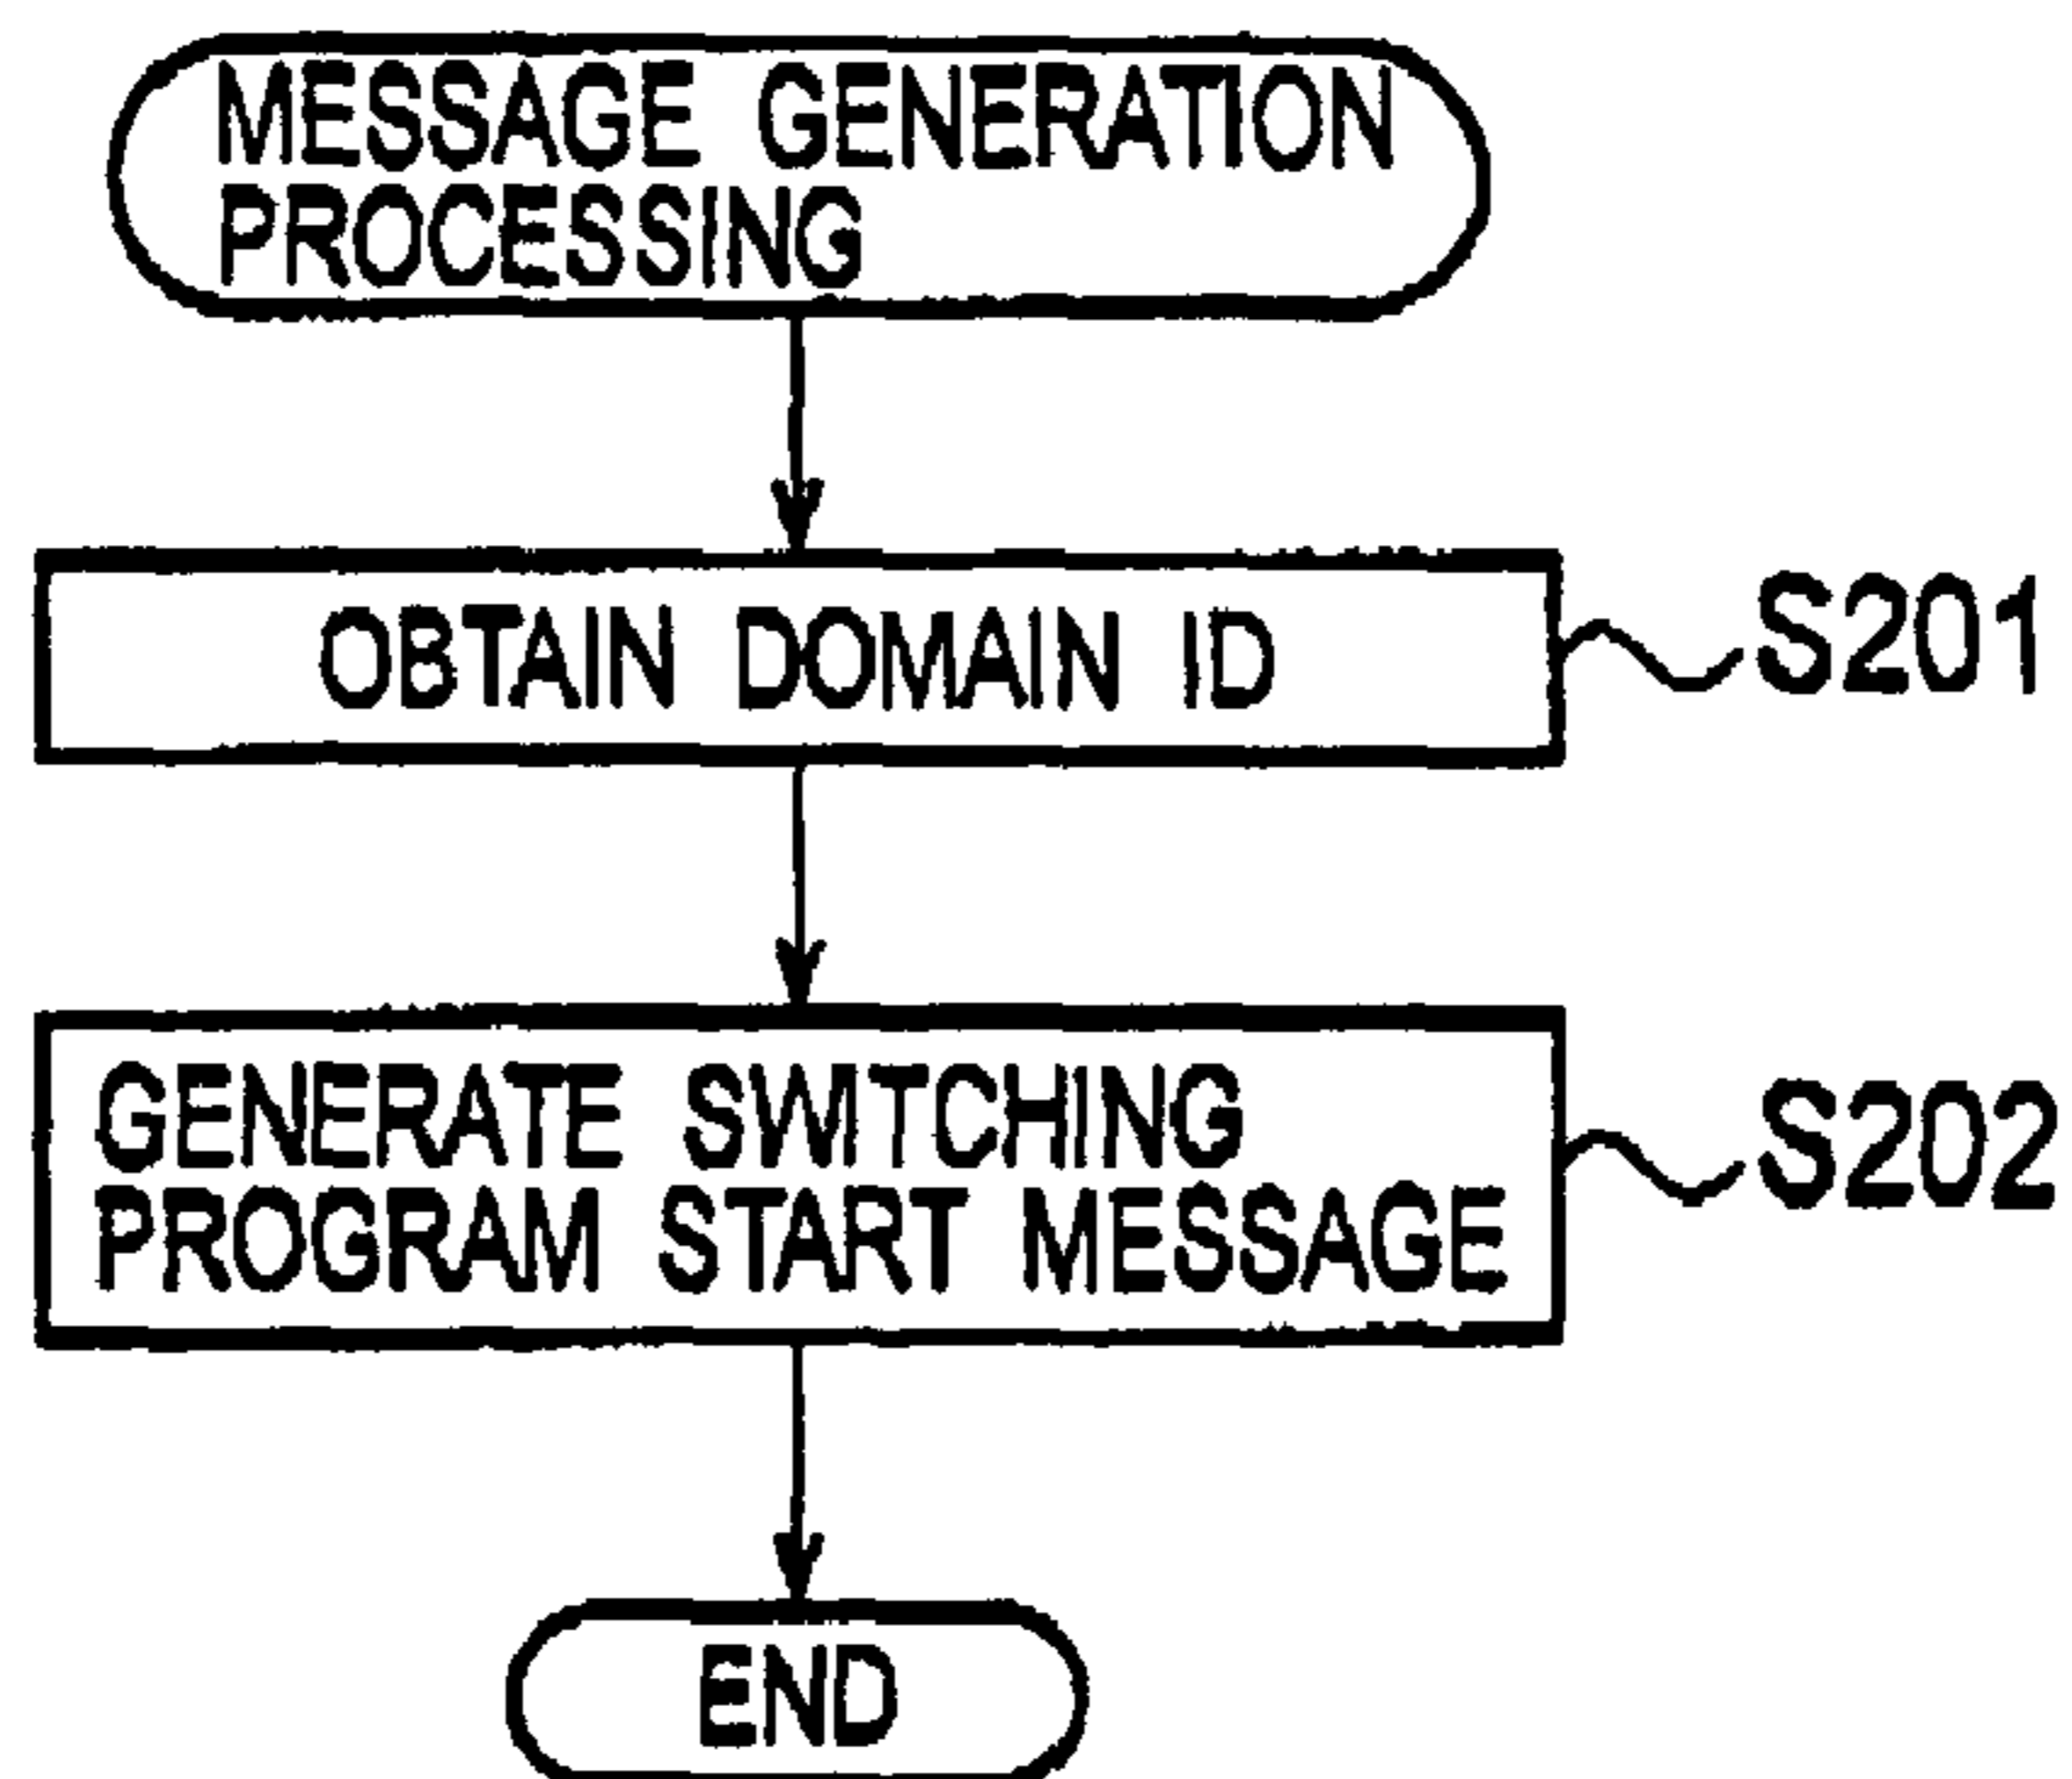 MESSAGE GENERATION
PROCESSING
OBTAIN DOMAIN ID
S201
GENERATE SWITCHING
PROGRAM START MESSAGE
S202
END